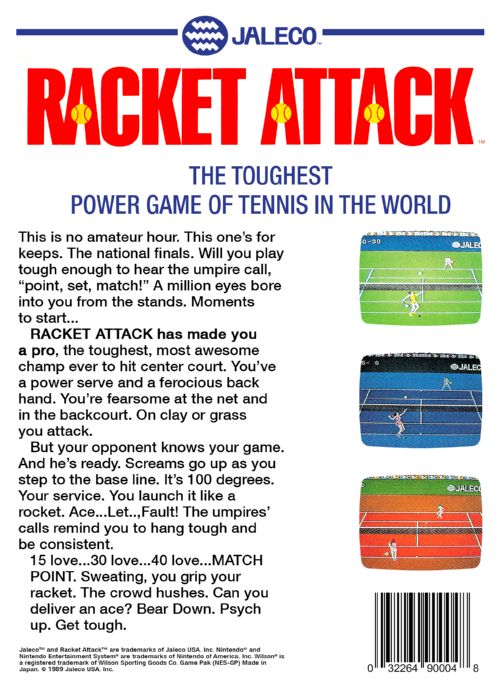 JALECO™
RACKET ATTACK™
THE TOUGHEST
POWER GAME OF TENNIS IN THE WORLD
This is no amateur hour. This one's for
keeps. The national finals. Will you play
tough enough to hear the umpire call,
“point, set, match!” A million eyes bore
into you from the stands. Moments
to start...
RACKET ATTACK has made you
a pro, the toughest, most awesome
champ ever to hit center court. You've
a power serve and a ferocious back
hand. You're fearsome at the net and
in the backcourt. On clay or grass
you attack.
But your opponent knows your game.
And he's ready. Screams go up as you
step to the base line. It's 100 degrees.
Your service. You launch it like a
rocket. Ace...Let..,Fault! The umpires'
calls remind you to hang tough and
be consistent.
15 love...30 love...40 love...MATCH
POINT. Sweating, you grip your
racket. The crowd hushes. Can you
deliver an ace? Bear Down. Psych
up. Get tough.
0-30
JALEC
JALEC
JALECO
Jaleco™ and Racket Attack™ are trademarks of Jaleco USA. Inc. Nintendo® and
Nintendo Entertainment System® are trademarks of Nintendo of America, Inc. Wilson® is
a registered trademark of Wilson Sporting Goods Co. Game Pak (NES-GP) Made in
Japan. © 1989 Jaleco USA. Inc.
0 32264 90004 8